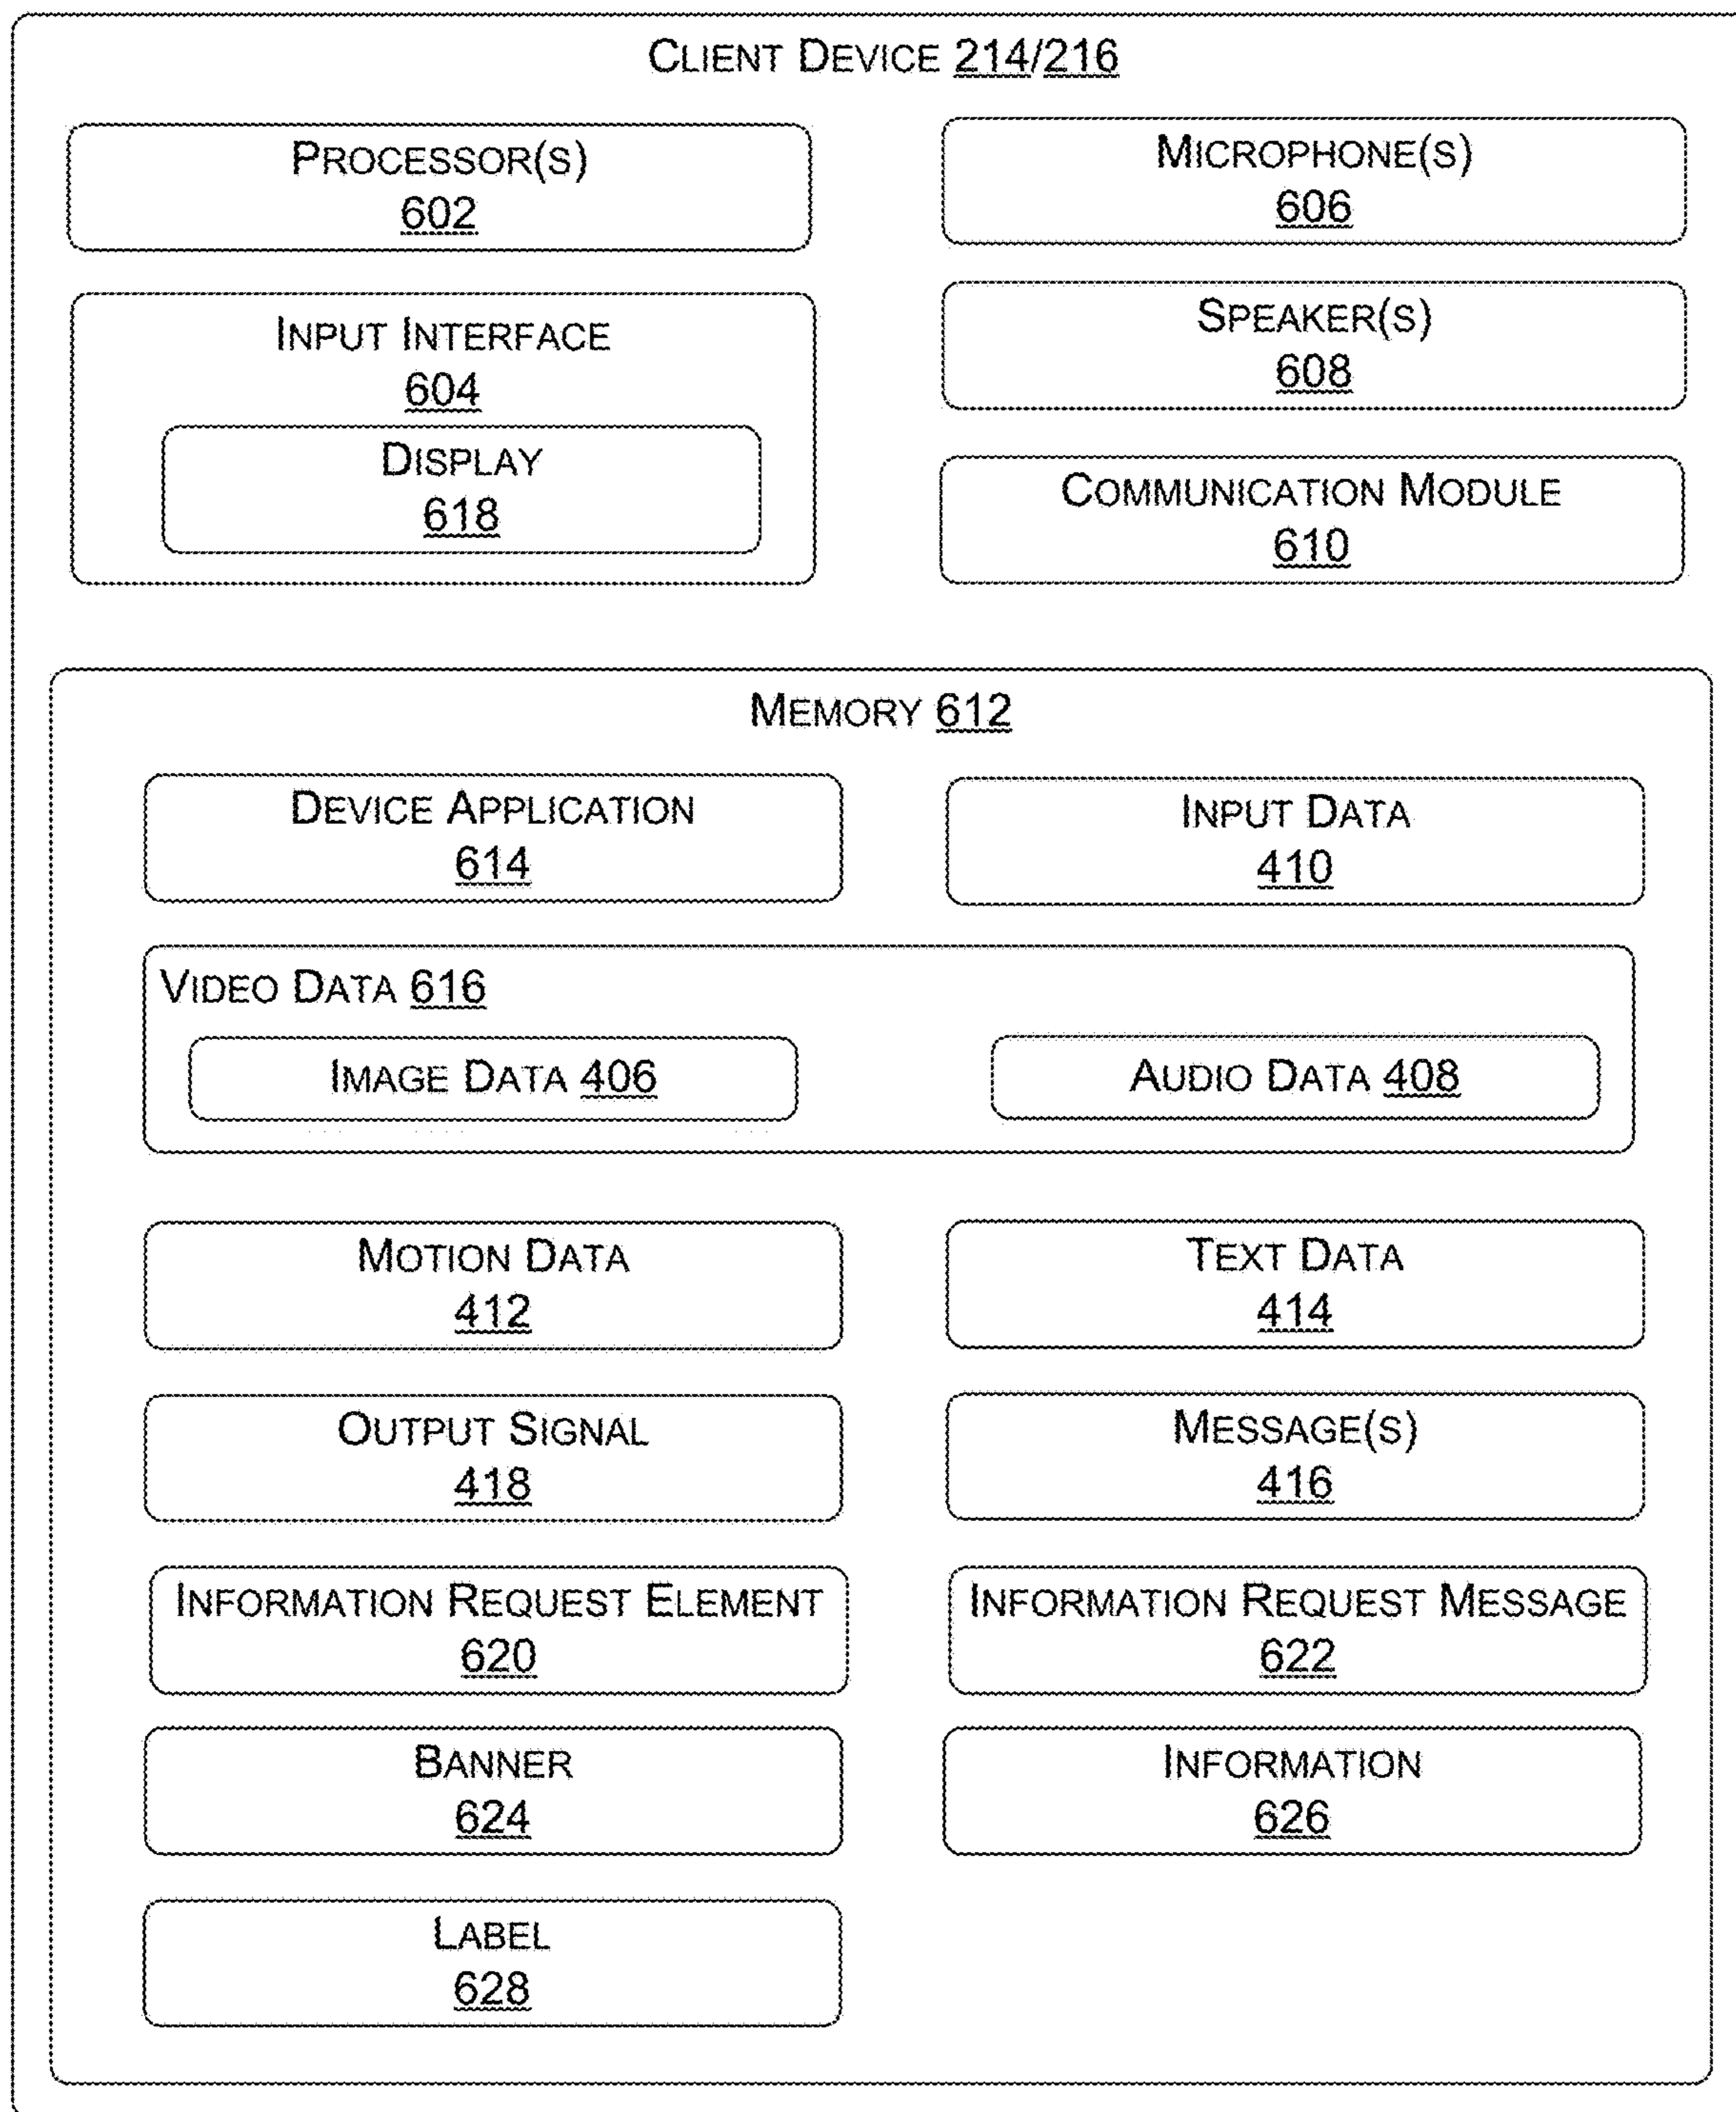 CLIENT DEVICE 214/216
PROCESSOR(S)
602
MICROPHONE(S)
606
INPUT INTERFACE
604
DISPLAY
618
SPEAKER(S)
608
COMMUNICATION MODULE
610
MEMORY 612
DEVICE APPLICATION
614
INPUT DATA
410
VIDEO DATA 616
IMAGE DATA 406
AUDIO DATA 408
MOTION DATA
412
TEXT DATA
414
OUTPUT SIGNAL
418
MESSAGE(S)
416
INFORMATION REQUEST ELEMENT
620
INFORMATION REQUEST MESSAGE
622
BANNER
624
INFORMATION
626
LABEL
628